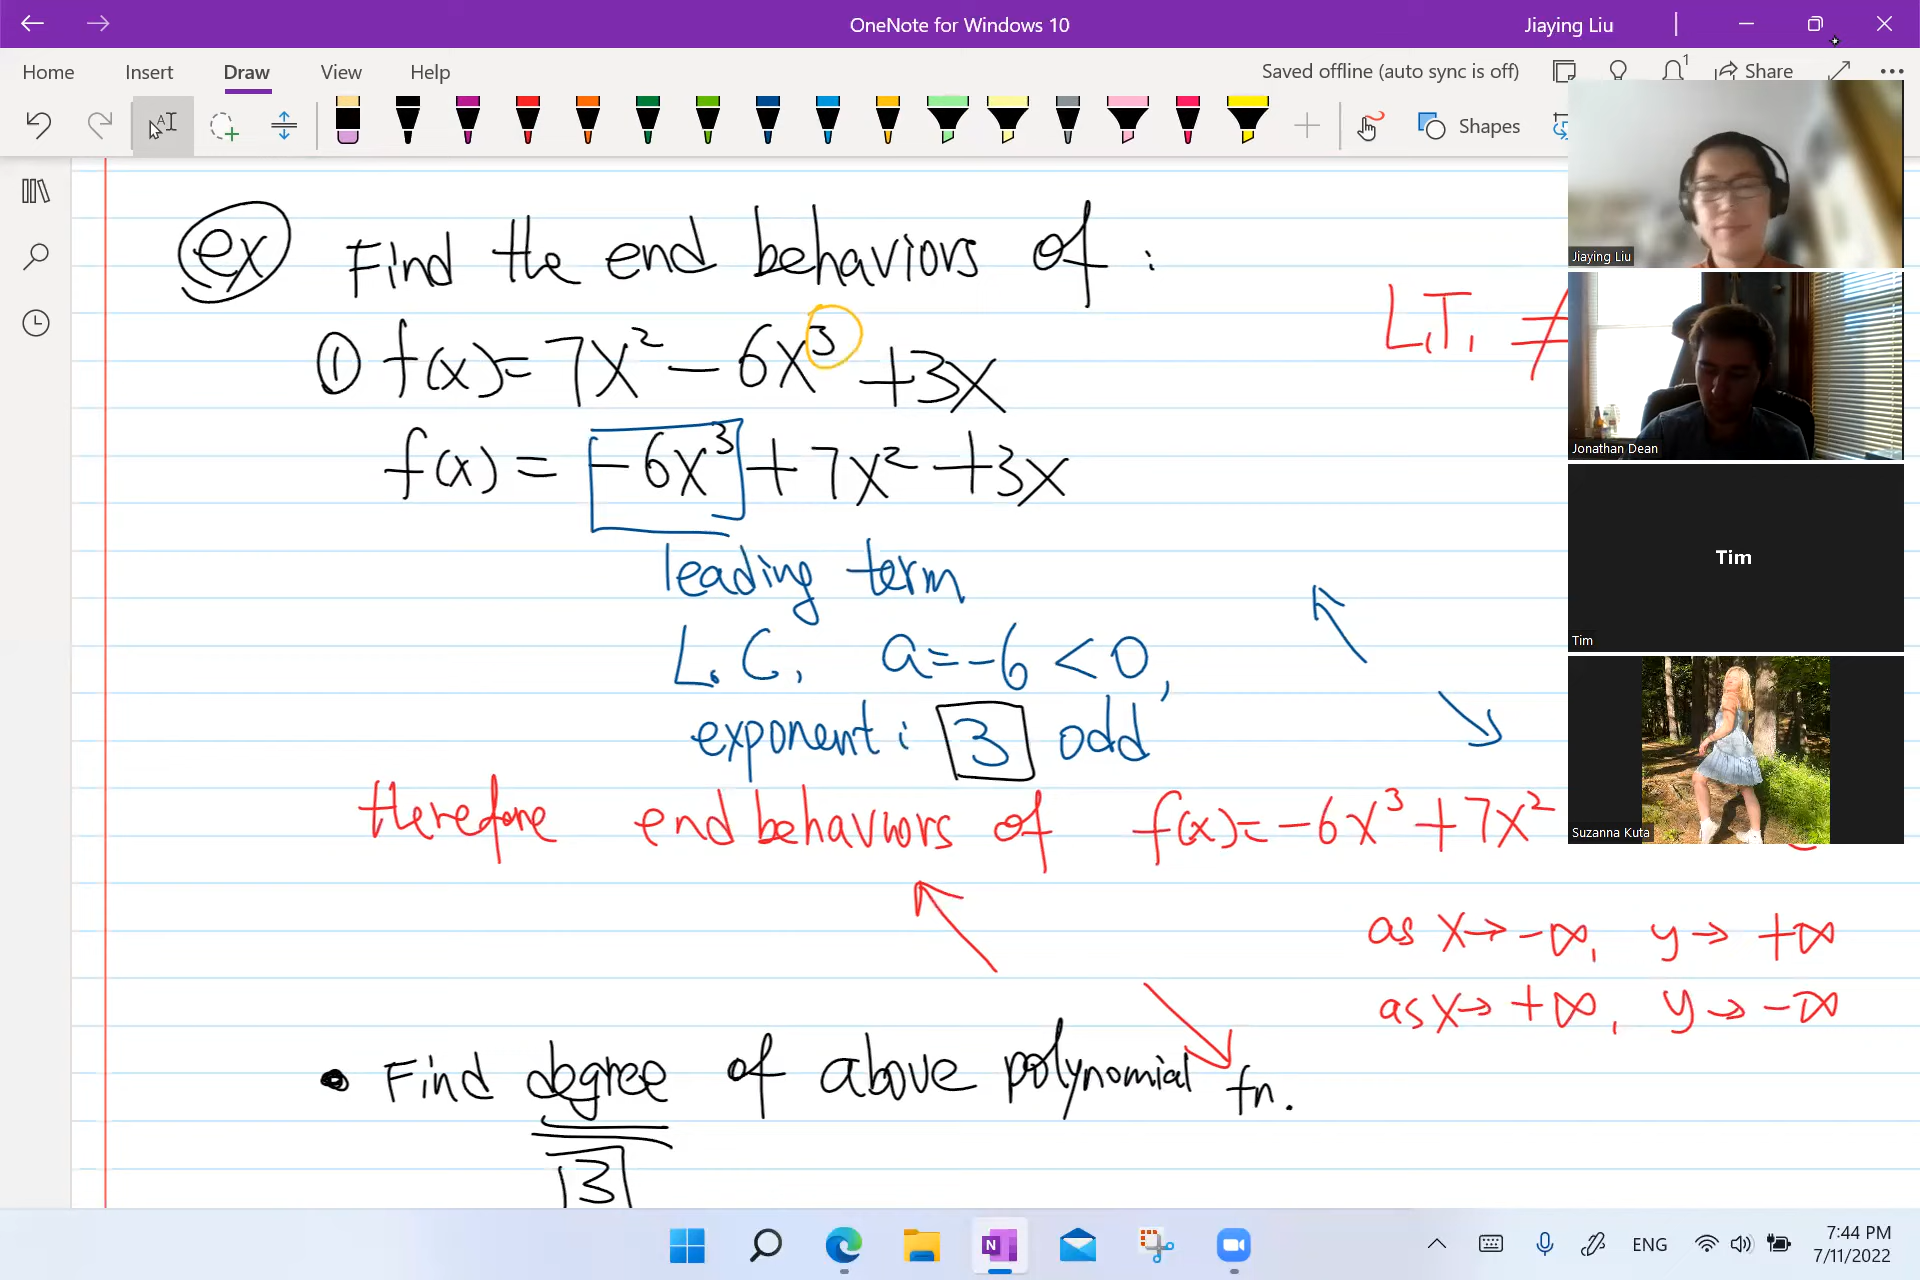 OneNote for Windows 10
Jiaying Liu
Home Insert Draw View Help
Saved offline (auto sync is off)
1
Share
Shapes
ex Find the end behaviors of :
① f(x)= 7x² − 6x³ +3x
L.T. ≠
f(x) = −6x³ + 7x² +3x
leading term
L.C. a=-6 < 0,
exponent: 3 odd
therefore end behaviors of f(x)= −6x³ + 7x²
as x→ −∞, y→ +∞
as x→ +∞, y→ −∞
• Find degree of above polynomial fn.
3
Jiaying Liu
Jonathan Dean
Tim
Tim
Suzanna Kuta
ENG
7:44 PM
7/11/2022